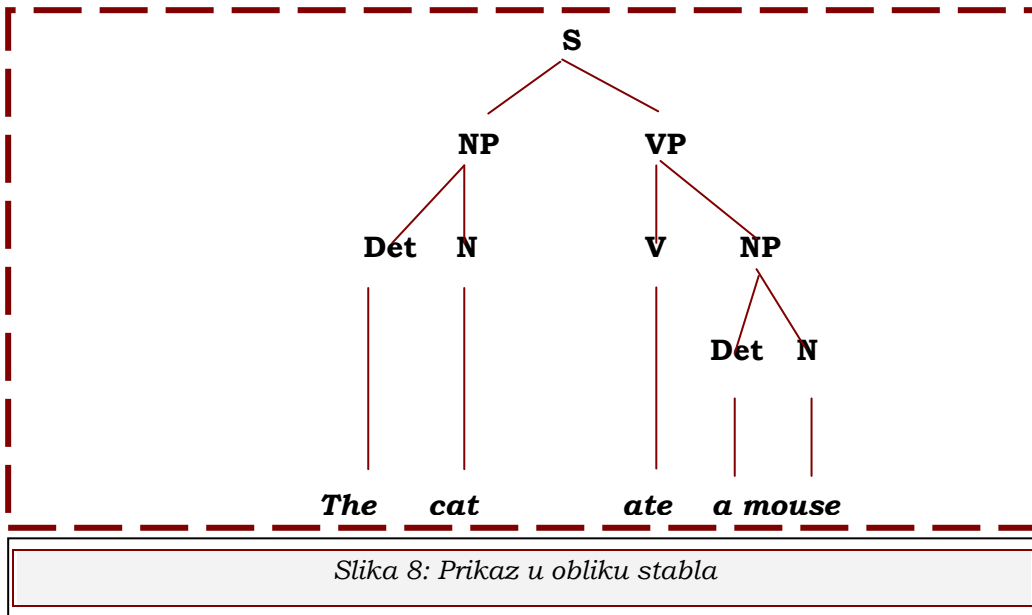 S
NP VP
Det N V NP
Det N
The cat ate a mouse
Slika 8: Prikaz u obliku stabla